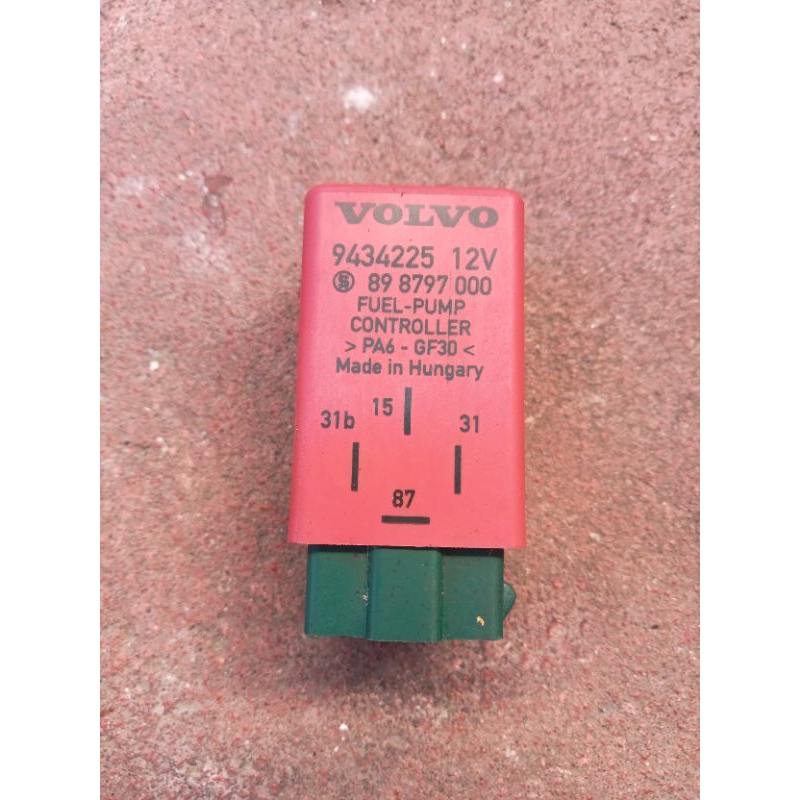 VOLVO
9434225 12V
89 8797 000
FUEL-PUMP
CONTROLLER
> PA6 - GF30 <
Made in Hungary
15
31b 31
87